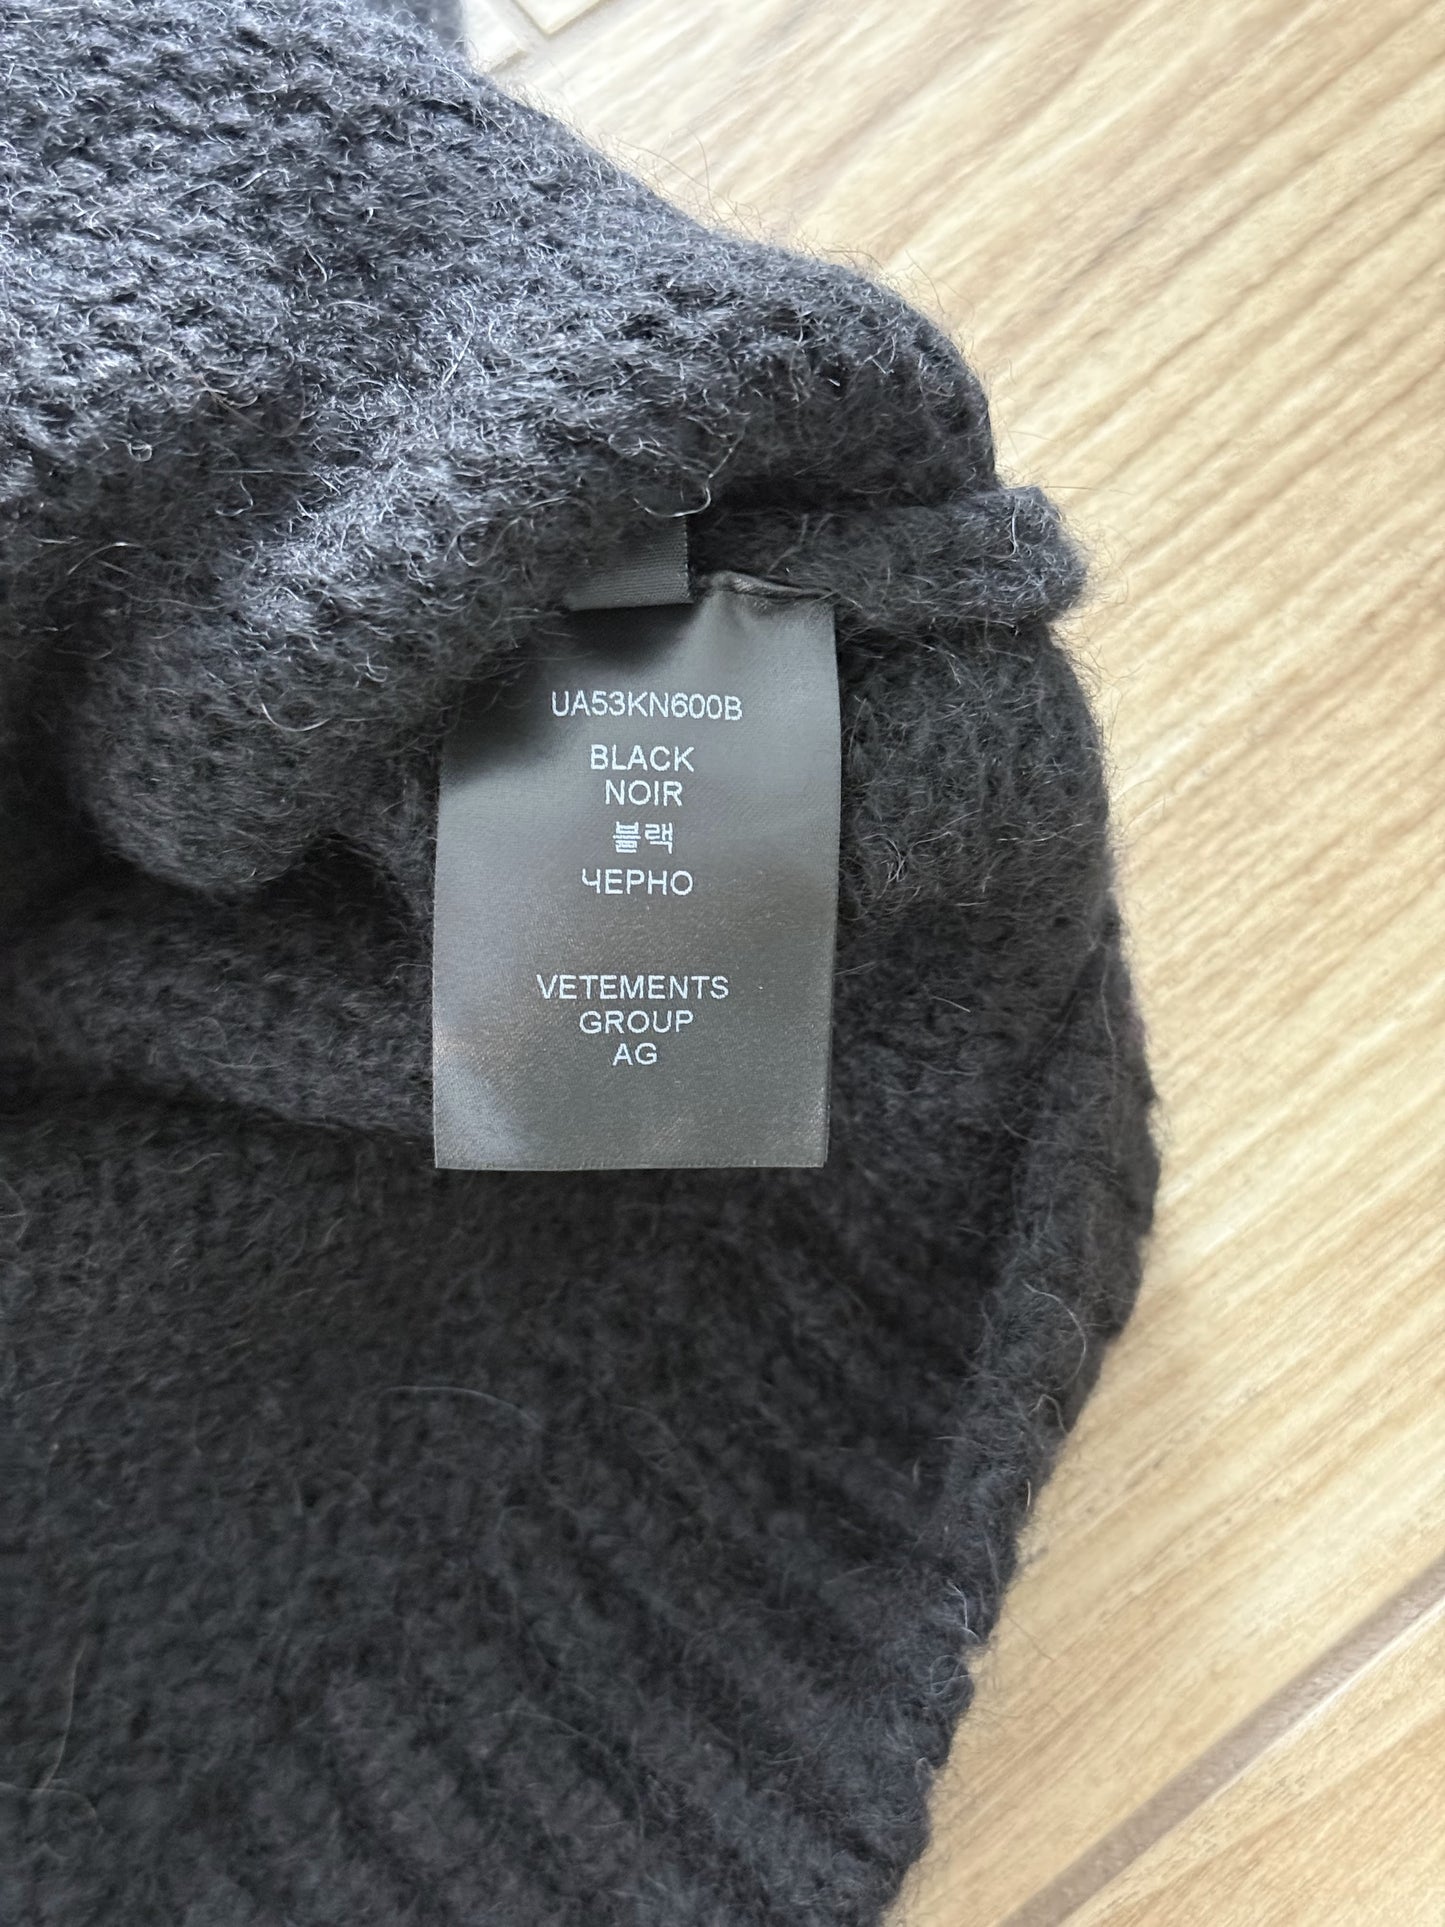 UA53KN600B
BLACK
NOIR
블랙
ЧЕРНО
VETEMENTS
GROUP
AG